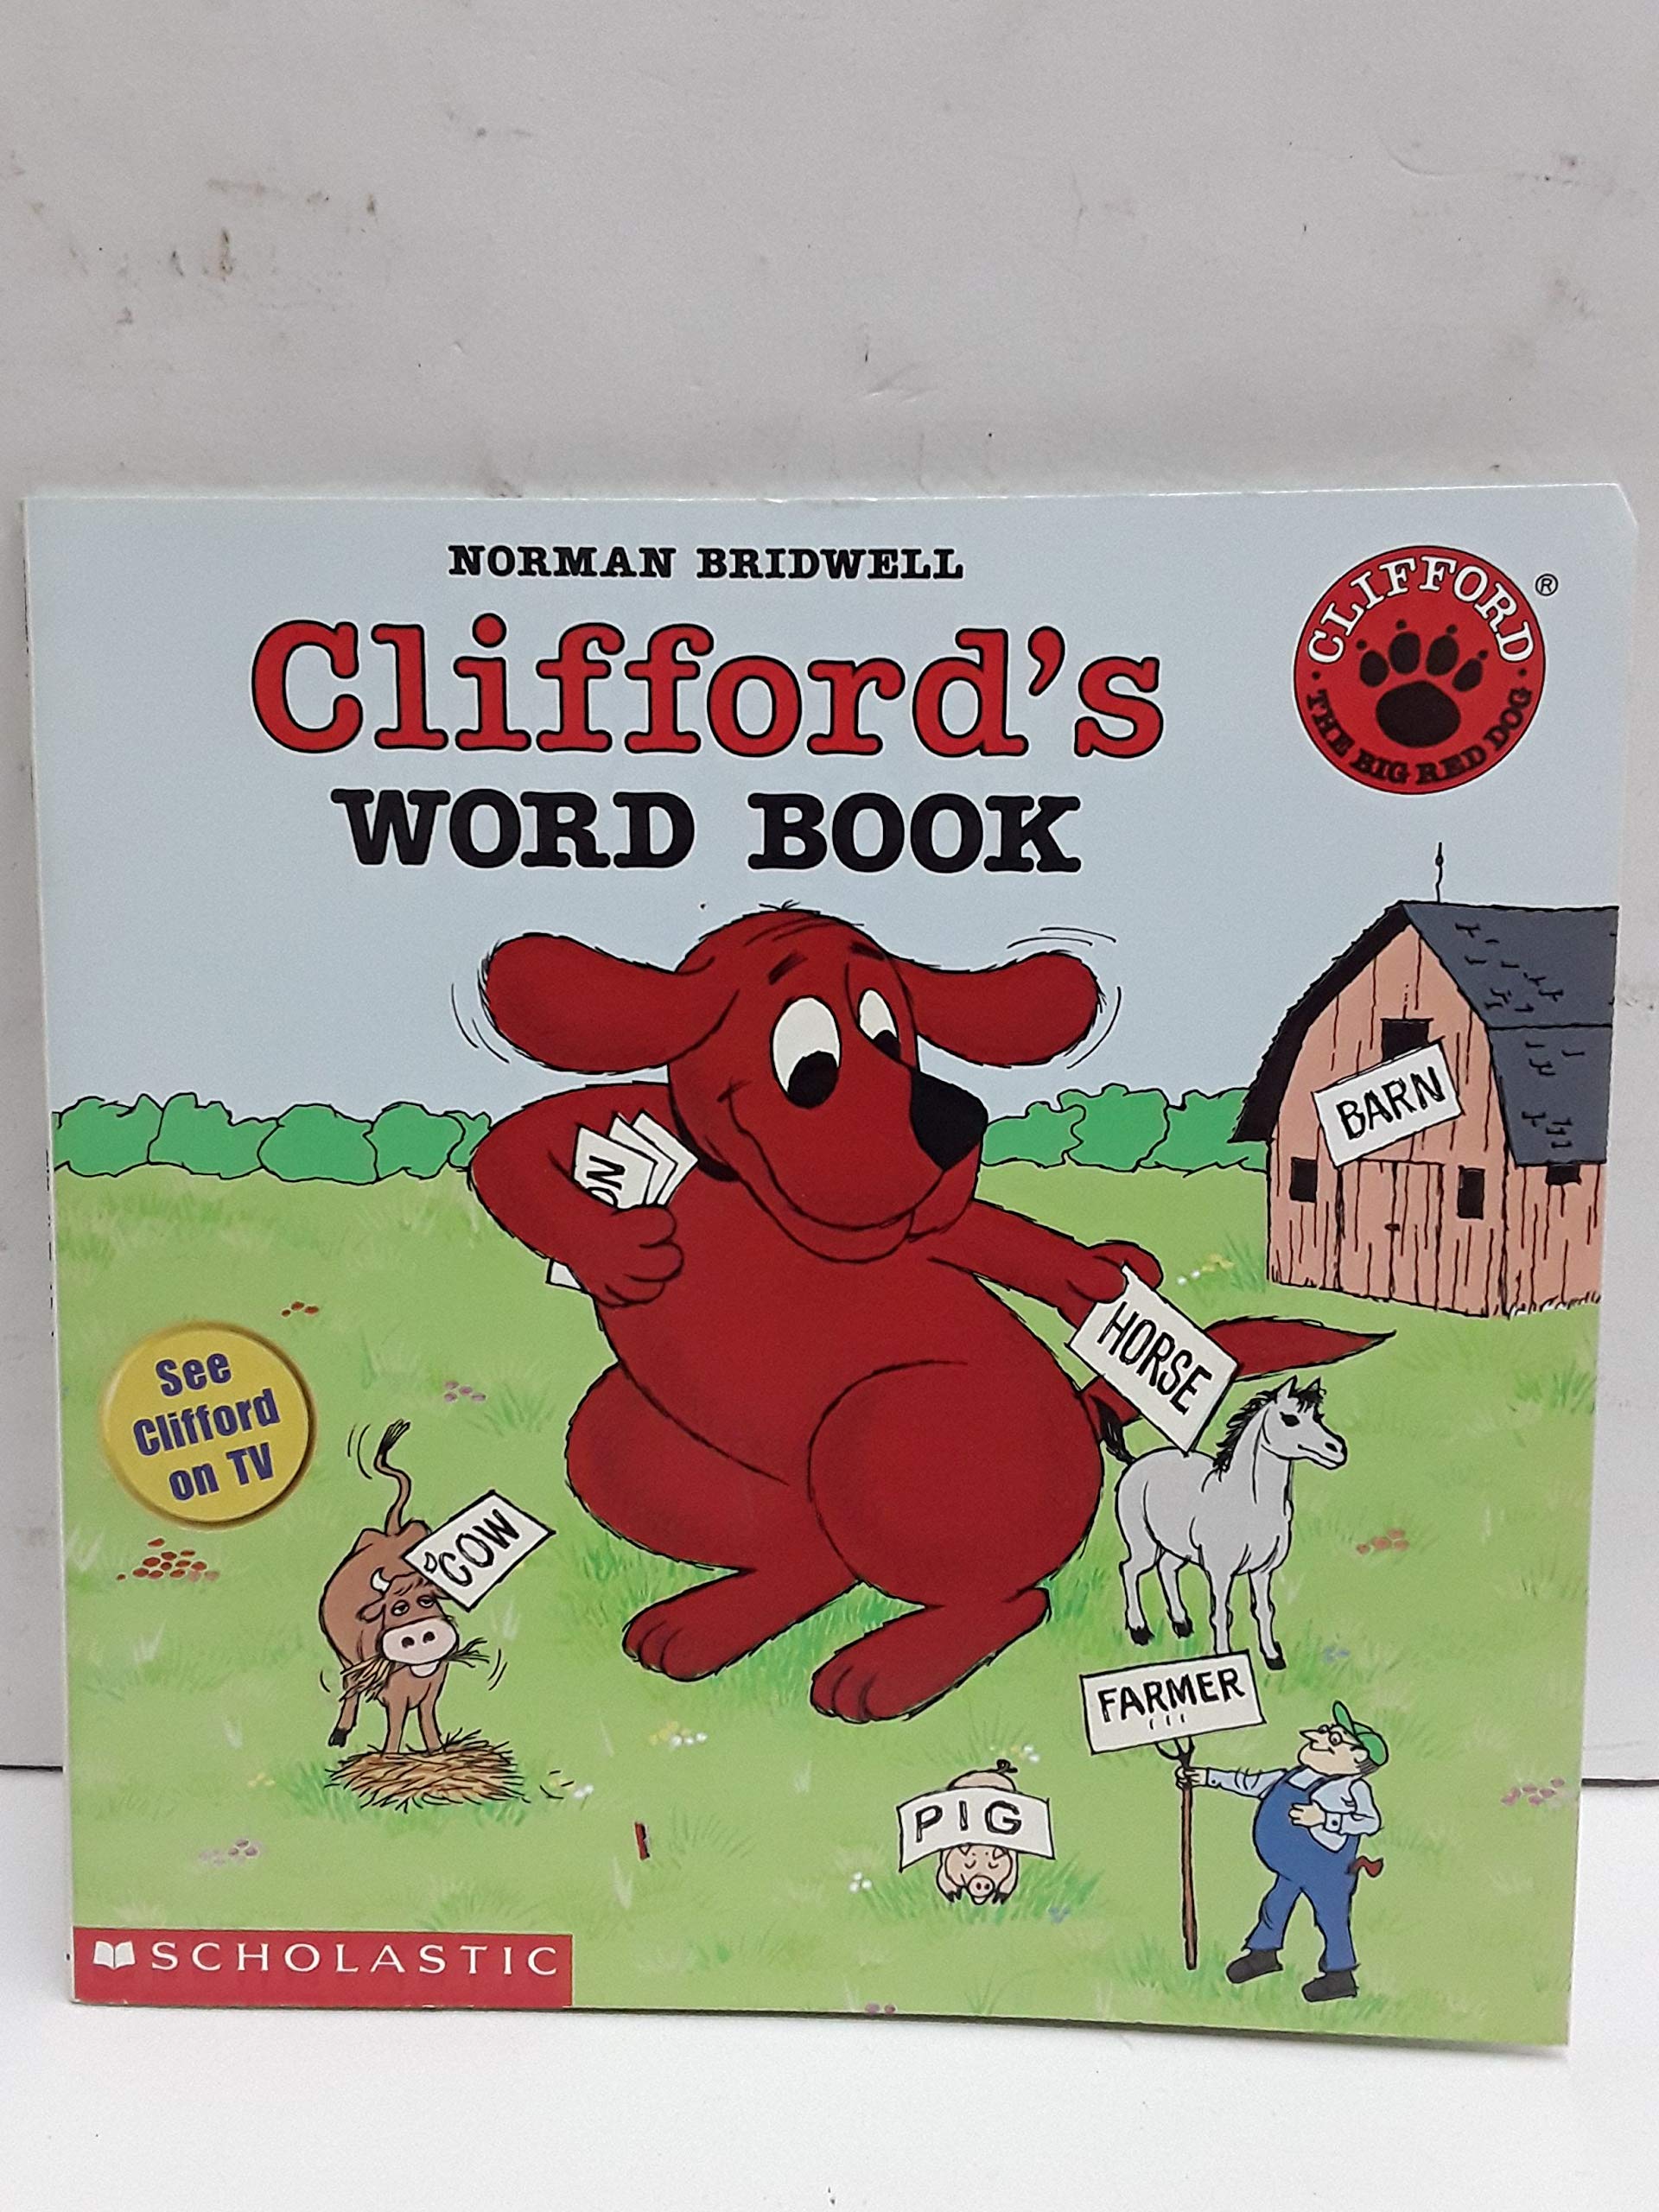 NORMAN BRIDWELL
Clifford's
WORD BOOK
CLIFFORD ®
· THE BIG RED DOG ·
BARN
ON
HORSE
See
Clifford
on TV
COW
FARMER
PIG
SCHOLASTIC